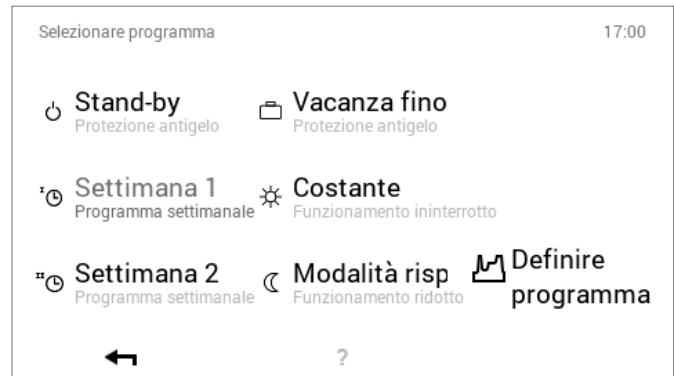 Selezionare programma 17:00
Stand-by
Protezione antigelo
Vacanza fino
Protezione antigelo
Settimana 1
Programma settimanale
Costante
Funzionamento ininterrotto
Settimana 2
Programma settimanale
Modalità risp
Funzionamento ridotto
Definire
programma
?